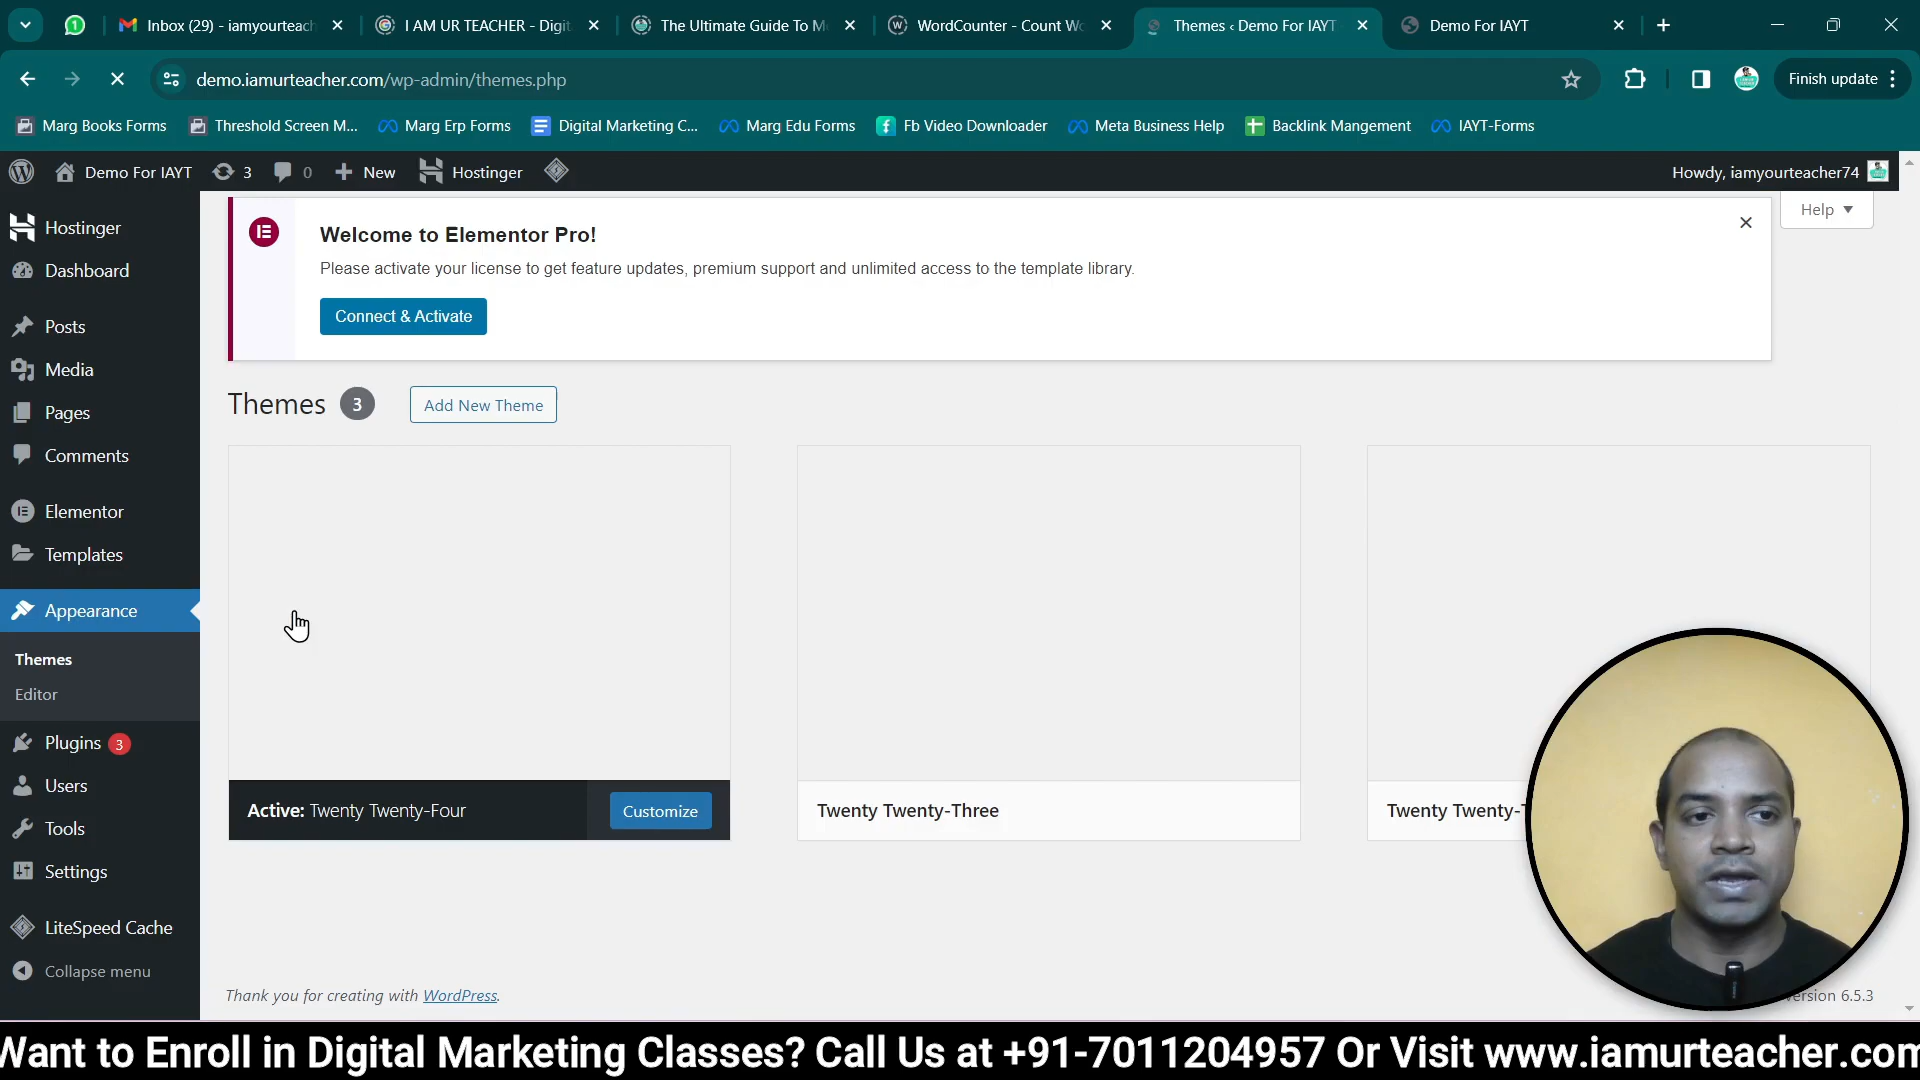 Inbox (29) - iamyourteach
I AM UR TEACHER - Digit
The Ultimate Guide To M
WordCounter - Count Wo
Themes ‹ Demo For IAYT
Demo For IAYT
demo.iamurteacher.com/wp-admin/themes.php
Finish update
Marg Books Forms
Threshold Screen M...
Marg Erp Forms
Digital Marketing C...
Marg Edu Forms
Fb Video Downloader
Meta Business Help
Backlink Mangement
IAYT-Forms
Demo For IAYT
3
0
New
Hostinger
Howdy, iamyourteacher74
Help
Hostinger
Dashboard
Posts
Media
Pages
Comments
Elementor
Templates
Appearance
Themes
Editor
Plugins 3
Users
Tools
Settings
LiteSpeed Cache
Collapse menu
Welcome to Elementor Pro!
Please activate your license to get feature updates, premium support and unlimited access to the template library.
Connect & Activate
Themes 3
Add New Theme
Active: Twenty Twenty-Four
Customize
Twenty Twenty-Three
Twenty Twenty-T
Thank you for creating with WordPress.
ersion 6.5.3
Want to Enroll in Digital Marketing Classes? Call Us at +91-7011204957 Or Visit www.iamurteacher.com